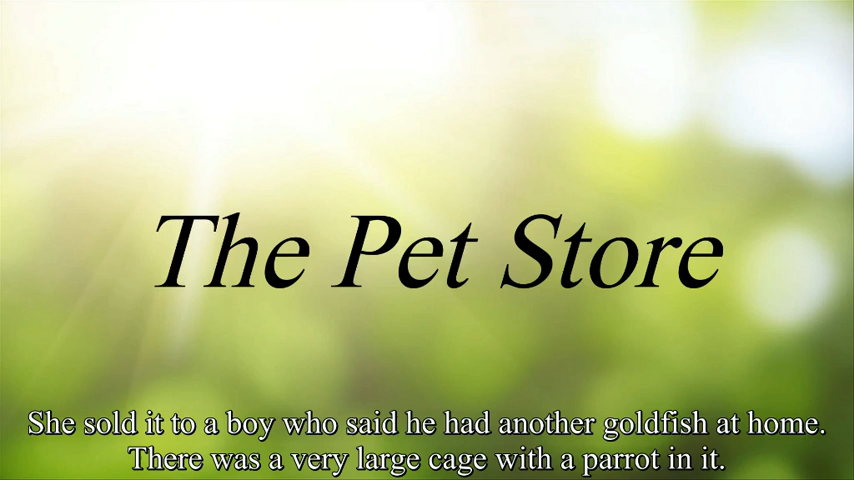 The Pet Store
She sold it to a boy who said he had another goldfish at home.
There was a very large cage with a parrot in it.